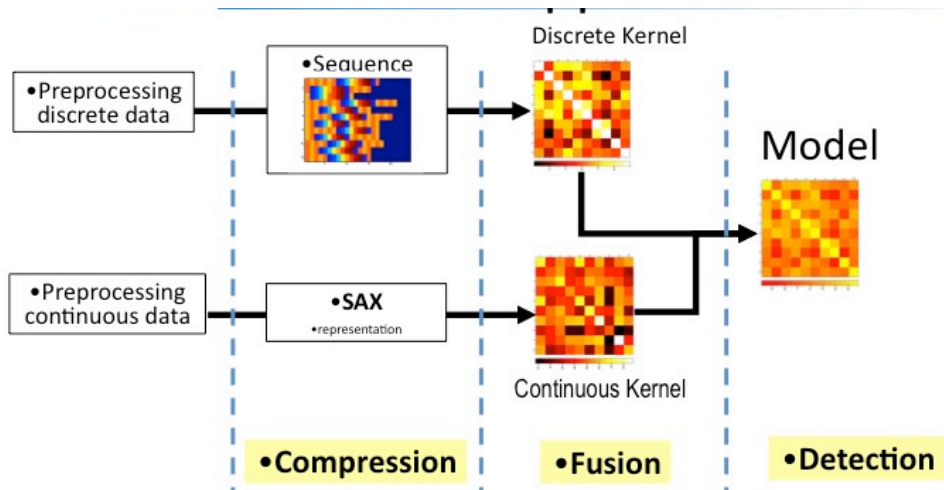 Discrete Kernel
•Sequence
•Preprocessing
discrete data
Model
•Preprocessing
continuous data
•SAX
•representation
Continuous Kernel
•Compression
•Fusion
•Detection